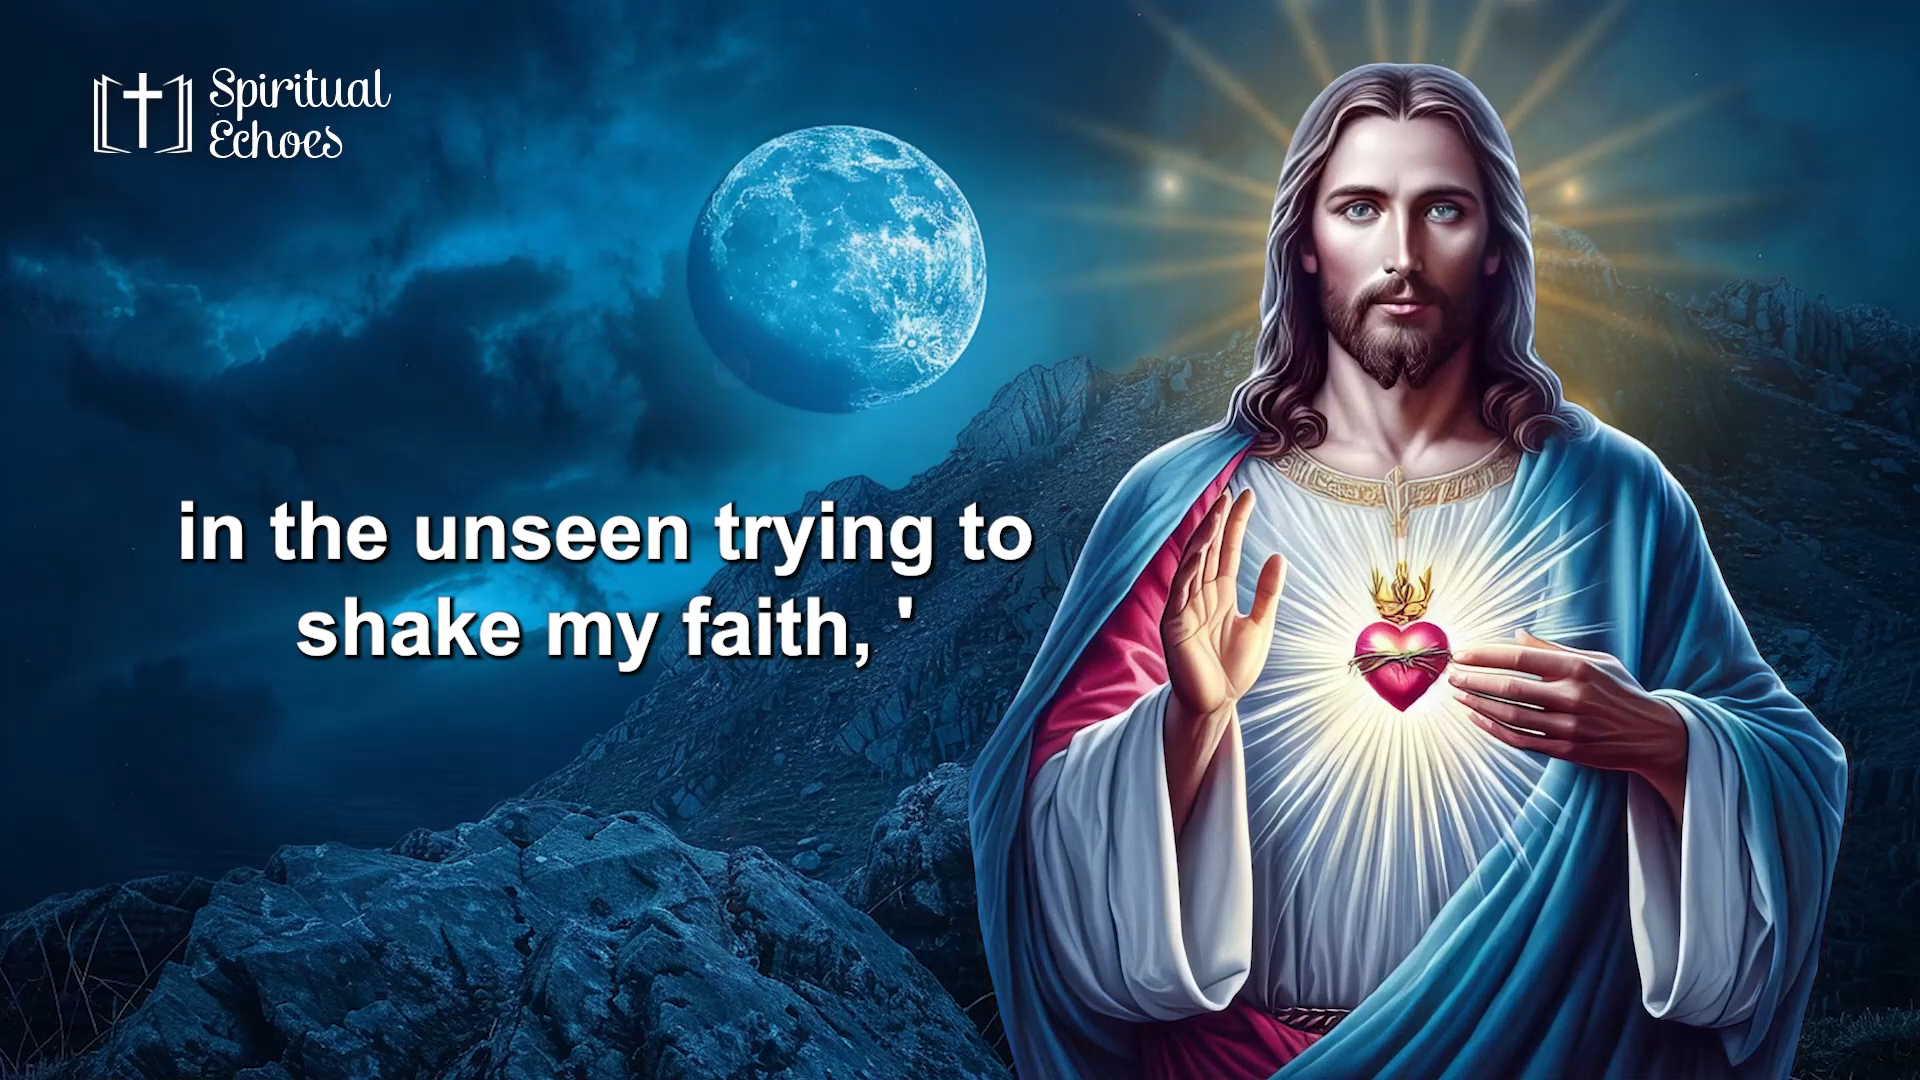 Spiritual
Echoes
in the unseen trying to
shake my faith, '